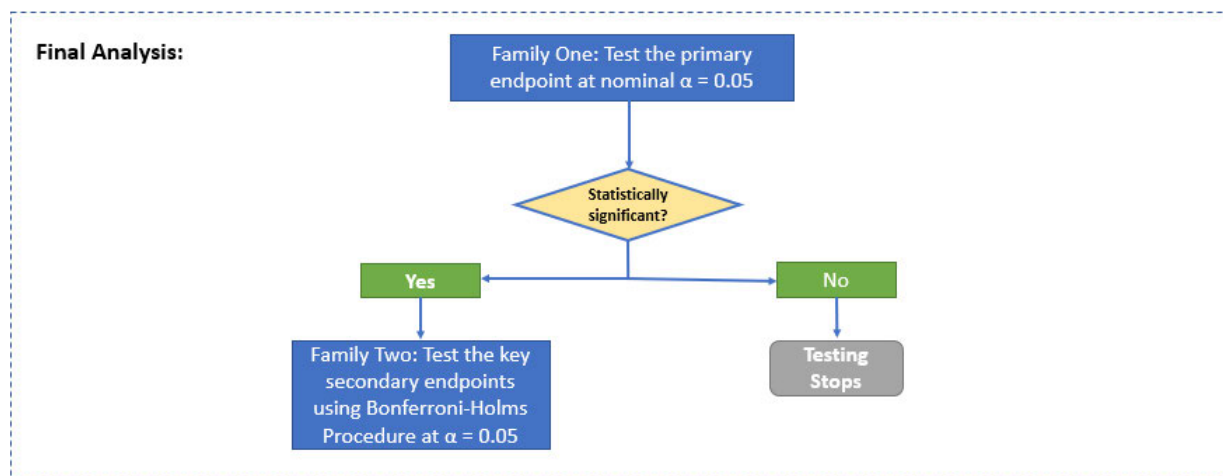 Final Analysis:
Family One: Test the primary
endpoint at nominal α = 0.05
Statistically
significant?
Yes
No
Family Two: Test the key
secondary endpoints
using Bonferroni-Holms
Procedure at α = 0.05
Testing
Stops